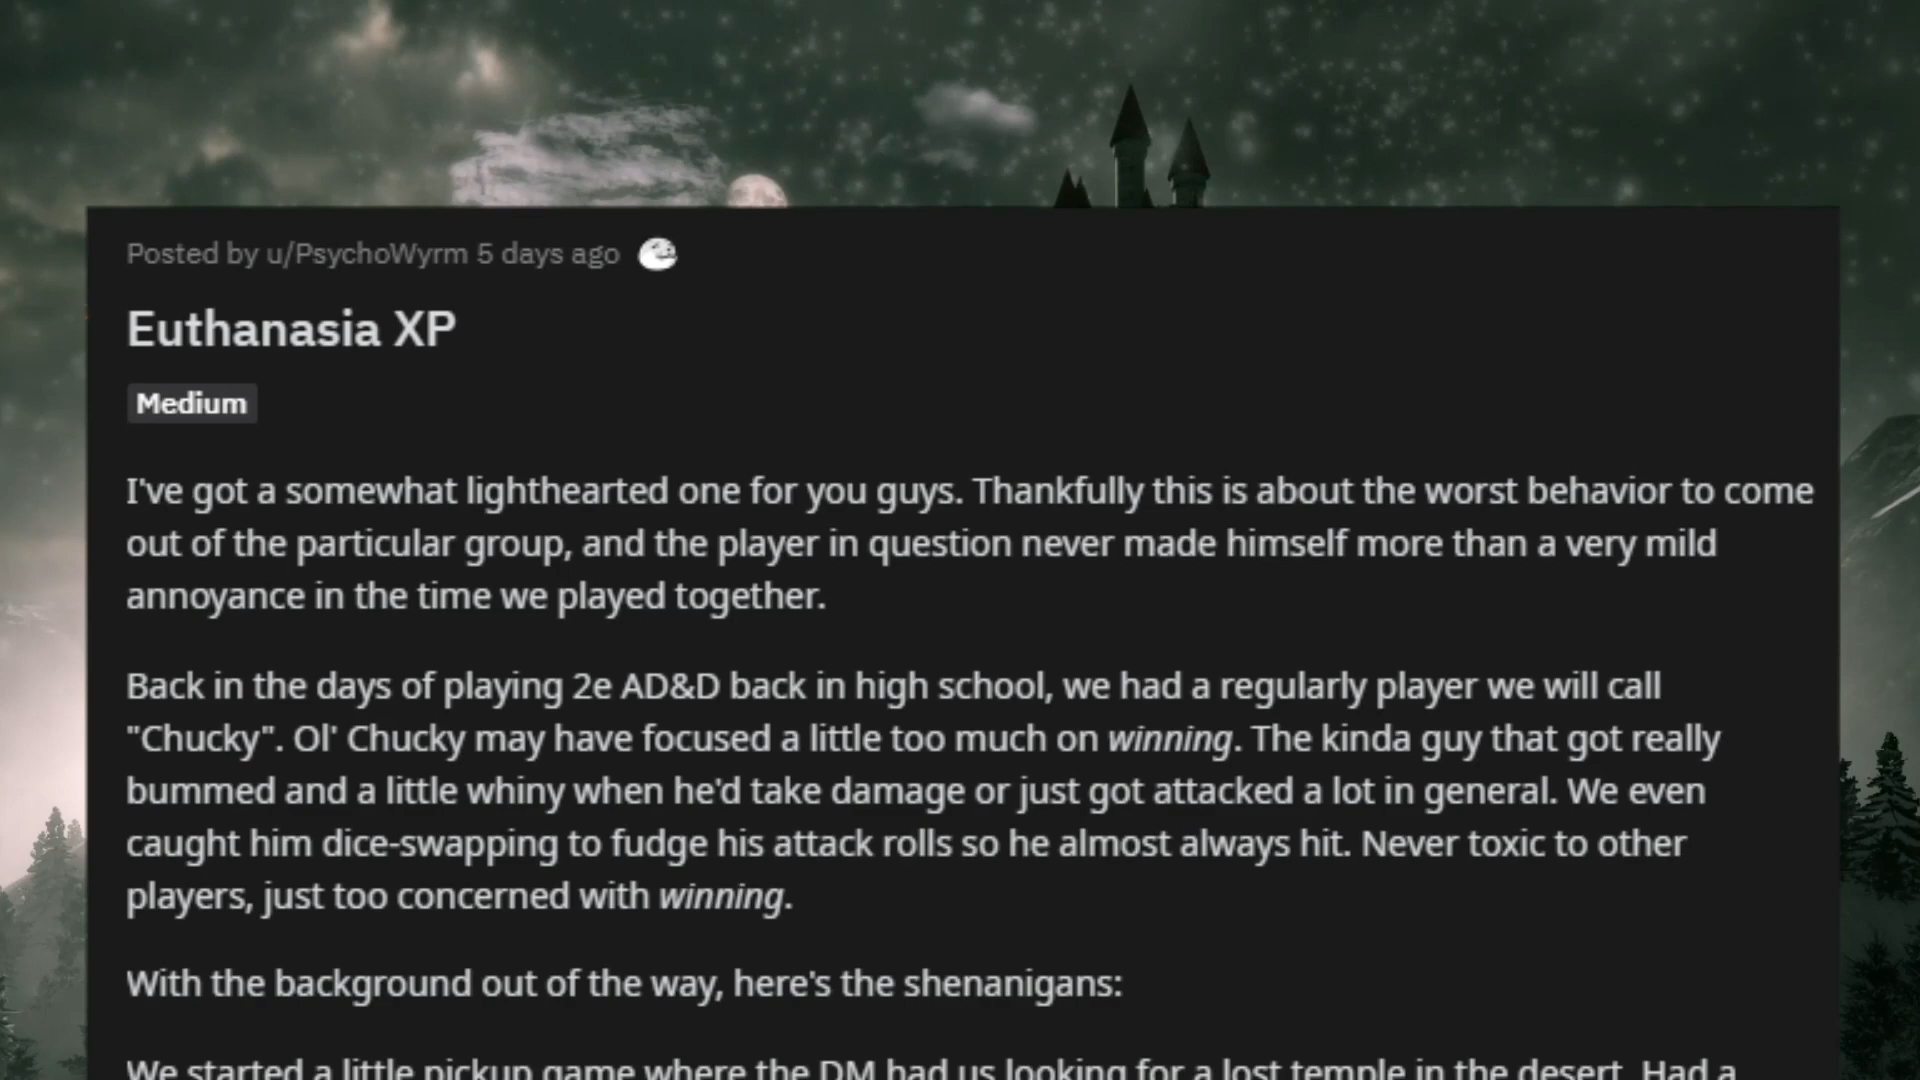 Posted by u/PsychoWyrm 5 days ago
Euthanasia XP
Medium
I've got a somewhat lighthearted one for you guys. Thankfully this is about the worst behavior to come
out of the particular group, and the player in question never made himself more than a very mild
annoyance in the time we played together.
Back in the days of playing 2e AD&D back in high school, we had a regularly player we will call
"Chucky". Ol' Chucky may have focused a little too much on winning. The kinda guy that got really
bummed and a little whiny when he'd take damage or just got attacked a lot in general. We even
caught him dice-swapping to fudge his attack rolls so he almost always hit. Never toxic to other
players, just too concerned with winning.
With the background out of the way, here's the shenanigans:
We started a little pickup game where the DM had us looking for a lost temple in the desert. Had a